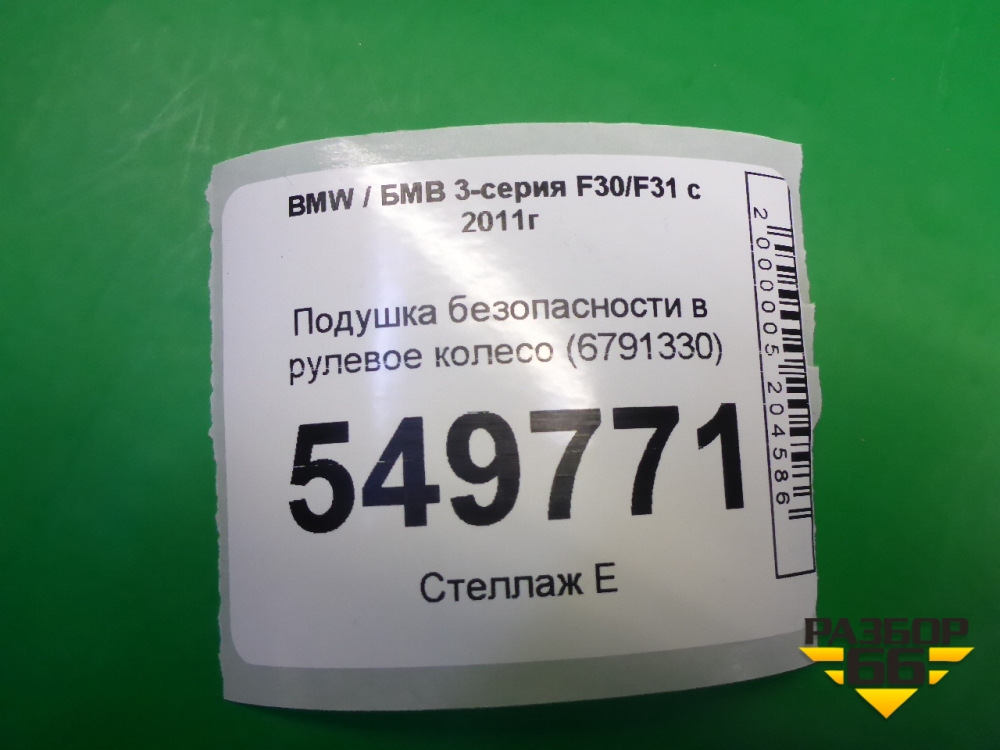 BMW / БМВ 3-серия F30/F31 с
2011г
Подушка безопасности в
рулевое колесо (6791330)
549771
Стеллаж Е
2000005204586
РАЗБОР
66